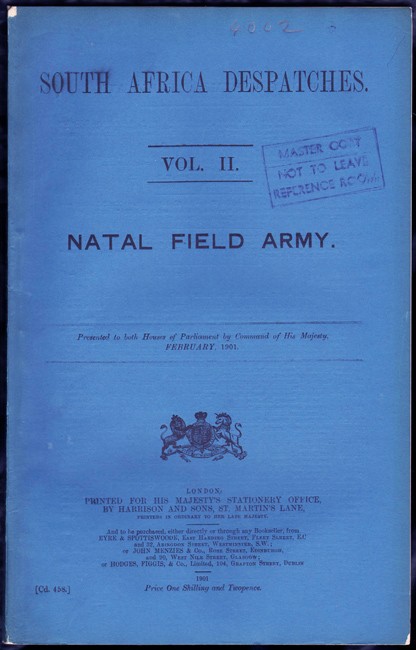 4002
SOUTH AFRICA DESPATCHES.
VOL. II.
MASTER COPY
NOT TO LEAVE
REFERENCE ROOM
NATAL FIELD ARMY.
Presented to both Houses of Parliament by Command of His Majesty.
FEBRUARY, 1901.
LONDON:
PRINTED FOR HIS MAJESTY'S STATIONERY OFFICE,
BY HARRISON AND SONS, ST. MARTIN'S LANE,
PRINTERS IN ORDINARY TO HER LATE MAJESTY.
And to be purchased, either directly or through any Bookseller, from
EYRE & SPOTTISWOODE, EAST HARDING STREET, FLEET STREET, E.C.
and 32, ABINGDON STREET, WESTMINSTER, S.W.;
or JOHN MENZIES & Co., ROSE STREET, EDINBURGH,
and 90, WEST NILE STREET, GLASGOW;
or HODGES, FIGGIS, & Co., LIMITED, 104, GRAFTON STREET, DUBLIN
1901
[Cd. 458.]
Price One Shilling and Twopence.